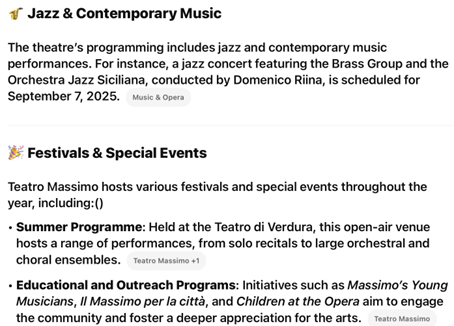 🎷 Jazz & Contemporary Music
The theatre's programming includes jazz and contemporary music
performances. For instance, a jazz concert featuring the Brass Group and the
Orchestra Jazz Siciliana, conducted by Domenico Riina, is scheduled for
September 7, 2025. Music & Opera
🎉 Festivals & Special Events
Teatro Massimo hosts various festivals and special events throughout the
year, including:()
• Summer Programme: Held at the Teatro di Verdura, this open-air venue
hosts a range of performances, from solo recitals to large orchestral and
choral ensembles. Teatro Massimo +1
• Educational and Outreach Programs: Initiatives such as Massimo's Young
Musicians, Il Massimo per la città, and Children at the Opera aim to engage
the community and foster a deeper appreciation for the arts. Teatro Massimo